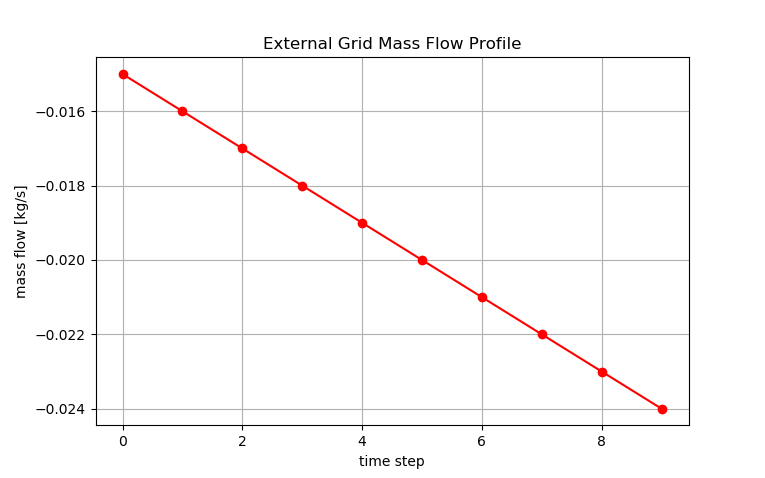 External Grid Mass Flow Profile
mass flow [kg/s]
−0.016
−0.018
−0.020
−0.022
−0.024
0 2 4 6 8
time step